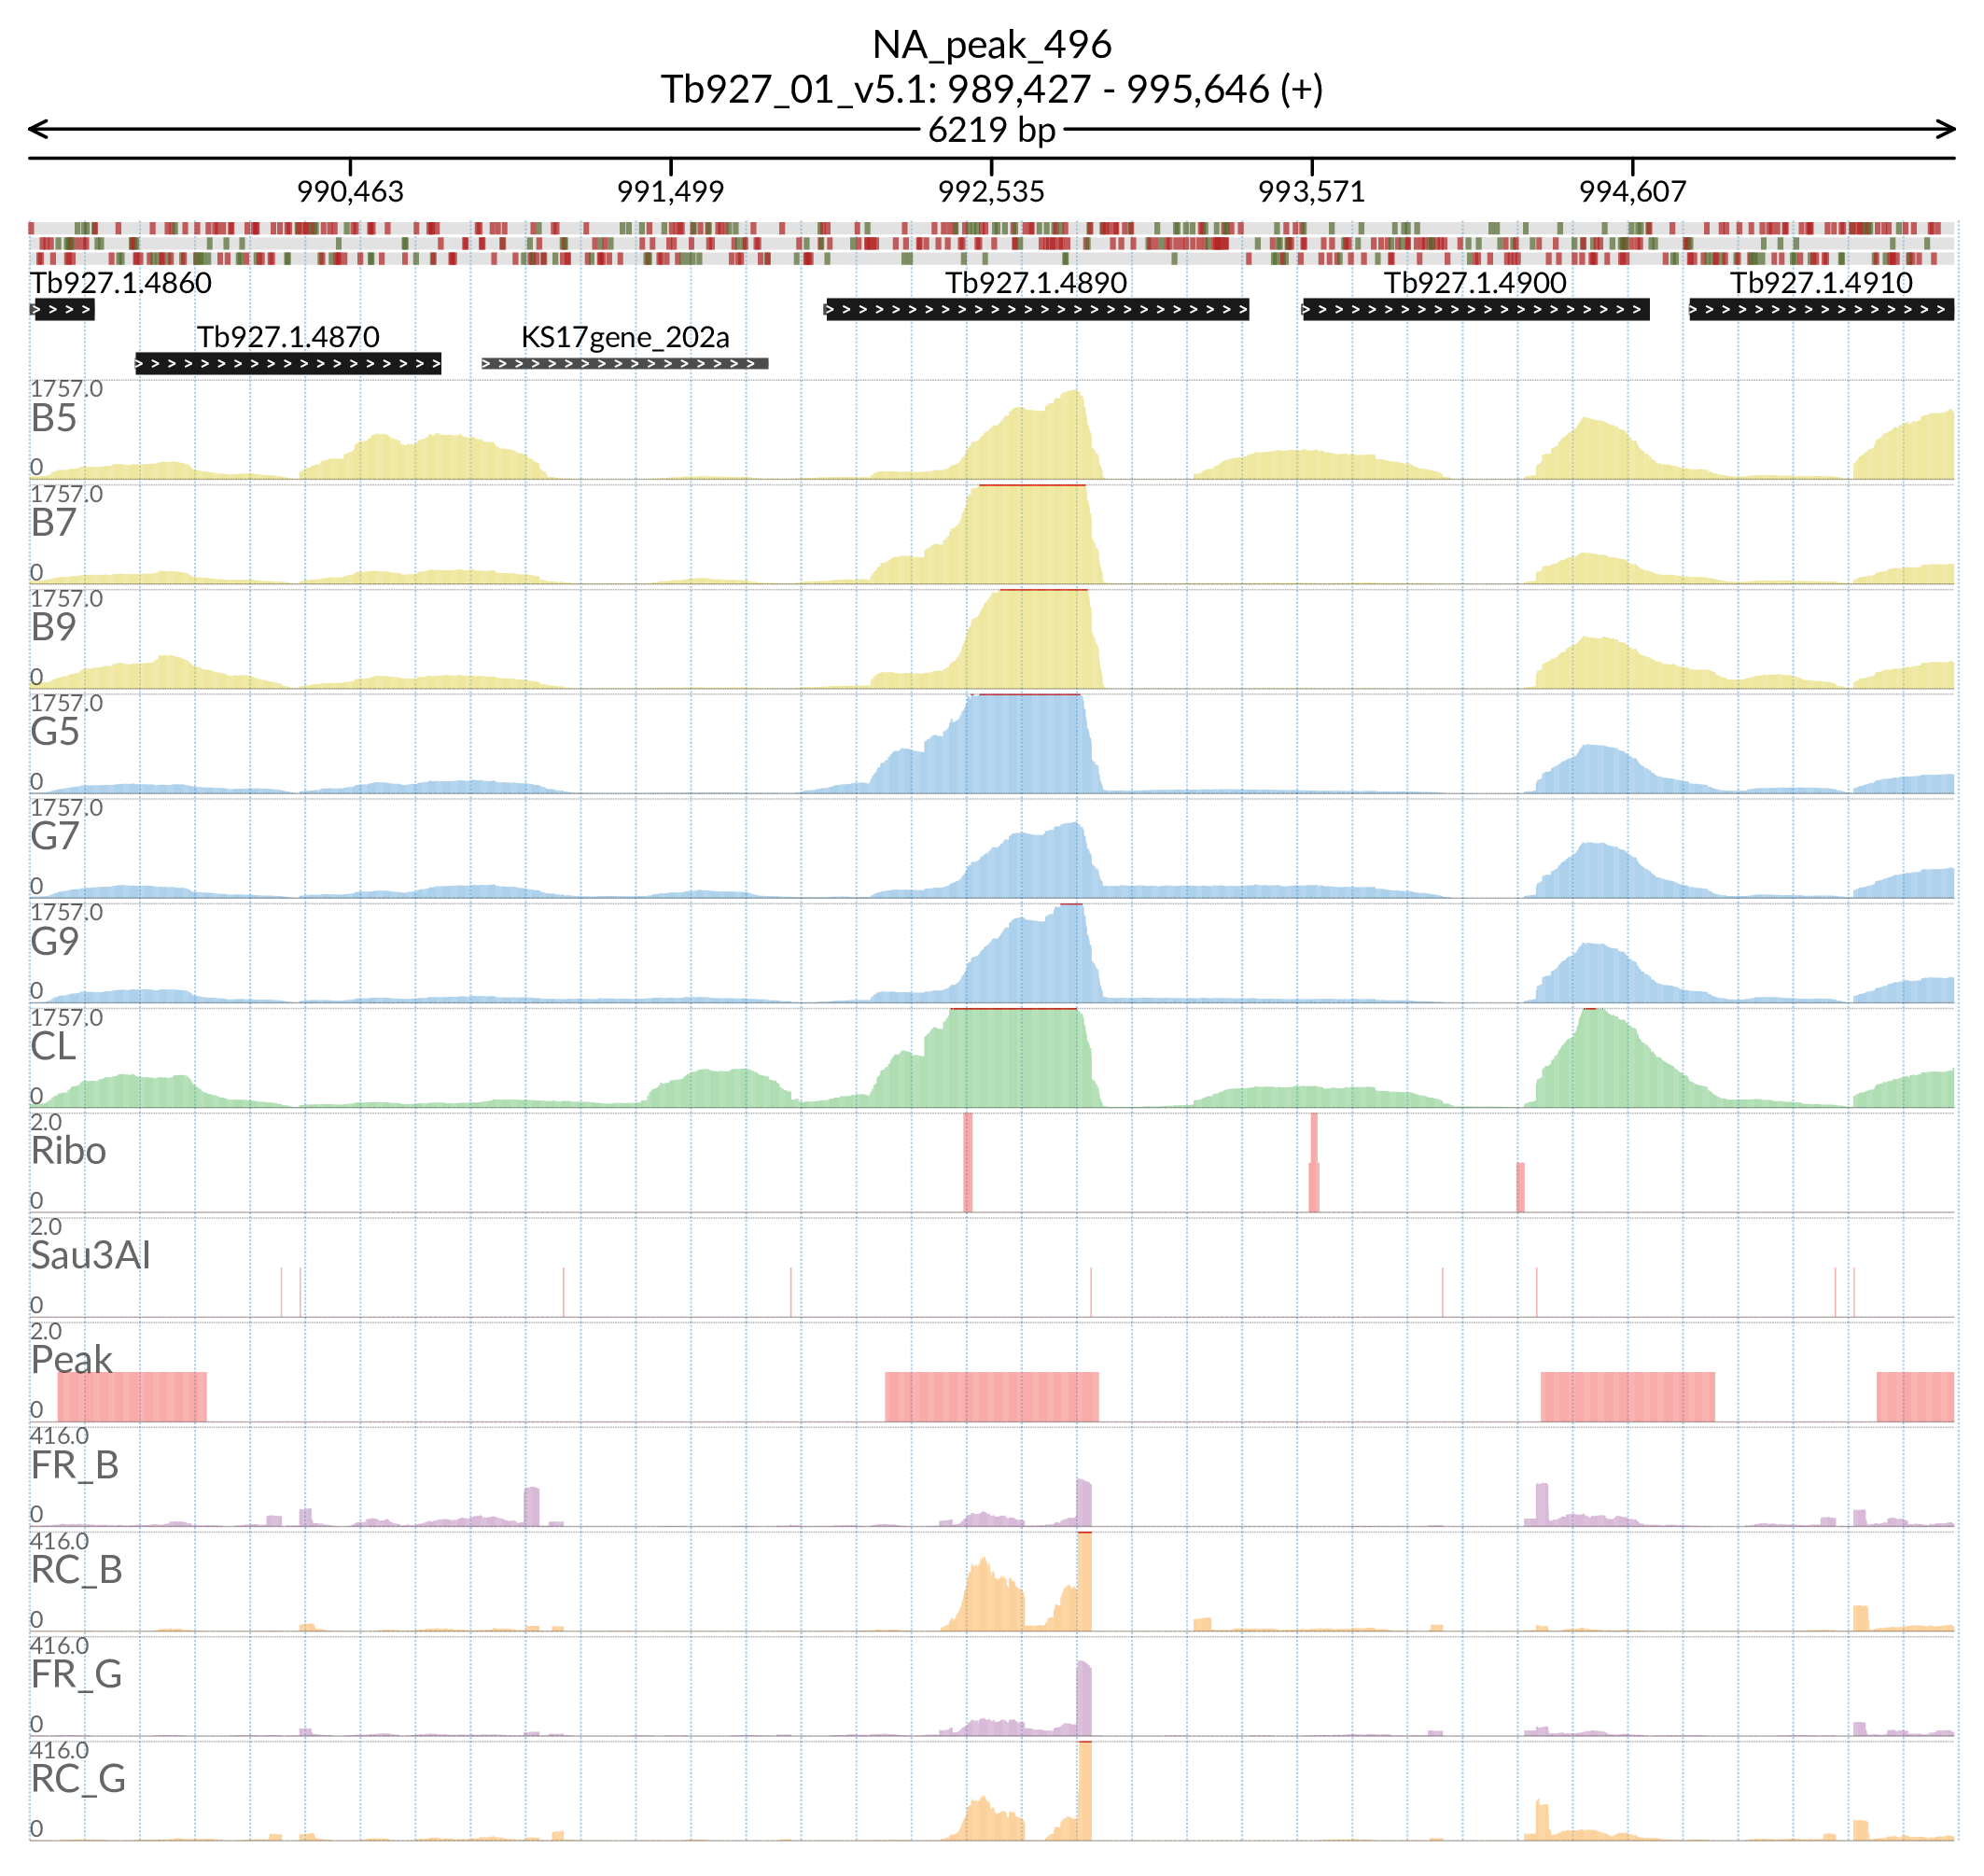 NA_peak_496
Tb927_01_v5.1: 989,427 - 995,646 (+)
6219 bp
990,463 991,499 992,535 993,571 994,607
Tb927.1.4860 Tb927.1.4890 Tb927.1.4900 Tb927.1.4910
Tb927.1.4870 KS17gene_202a
1757.0
B5
0
1757.0
B7
0
1757.0
B9
0
1757.0
G5
0
1757.0
G7
0
1757.0
G9
0
1757.0
CL
0
2.0
Ribo
0
2.0
Sau3AI
0
2.0
Peak
0
416.0
FR_B
0
416.0
RC_B
0
416.0
FR_G
0
416.0
RC_G
0